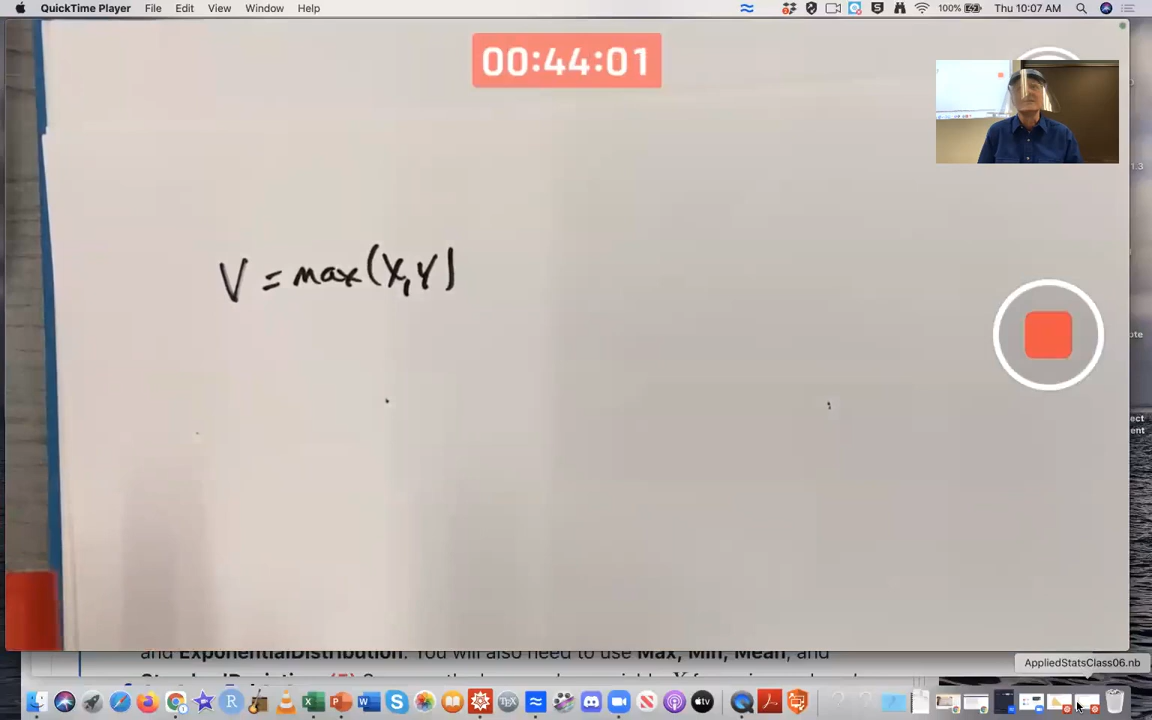 QuickTime Player File Edit View Window Help 100% Thu 10:07 AM
00:44:01
V = max(X,Y)
and ExponentialDistribution. You will also need to use Max, Min, Mean, and
AppliedStatsClass06.nb